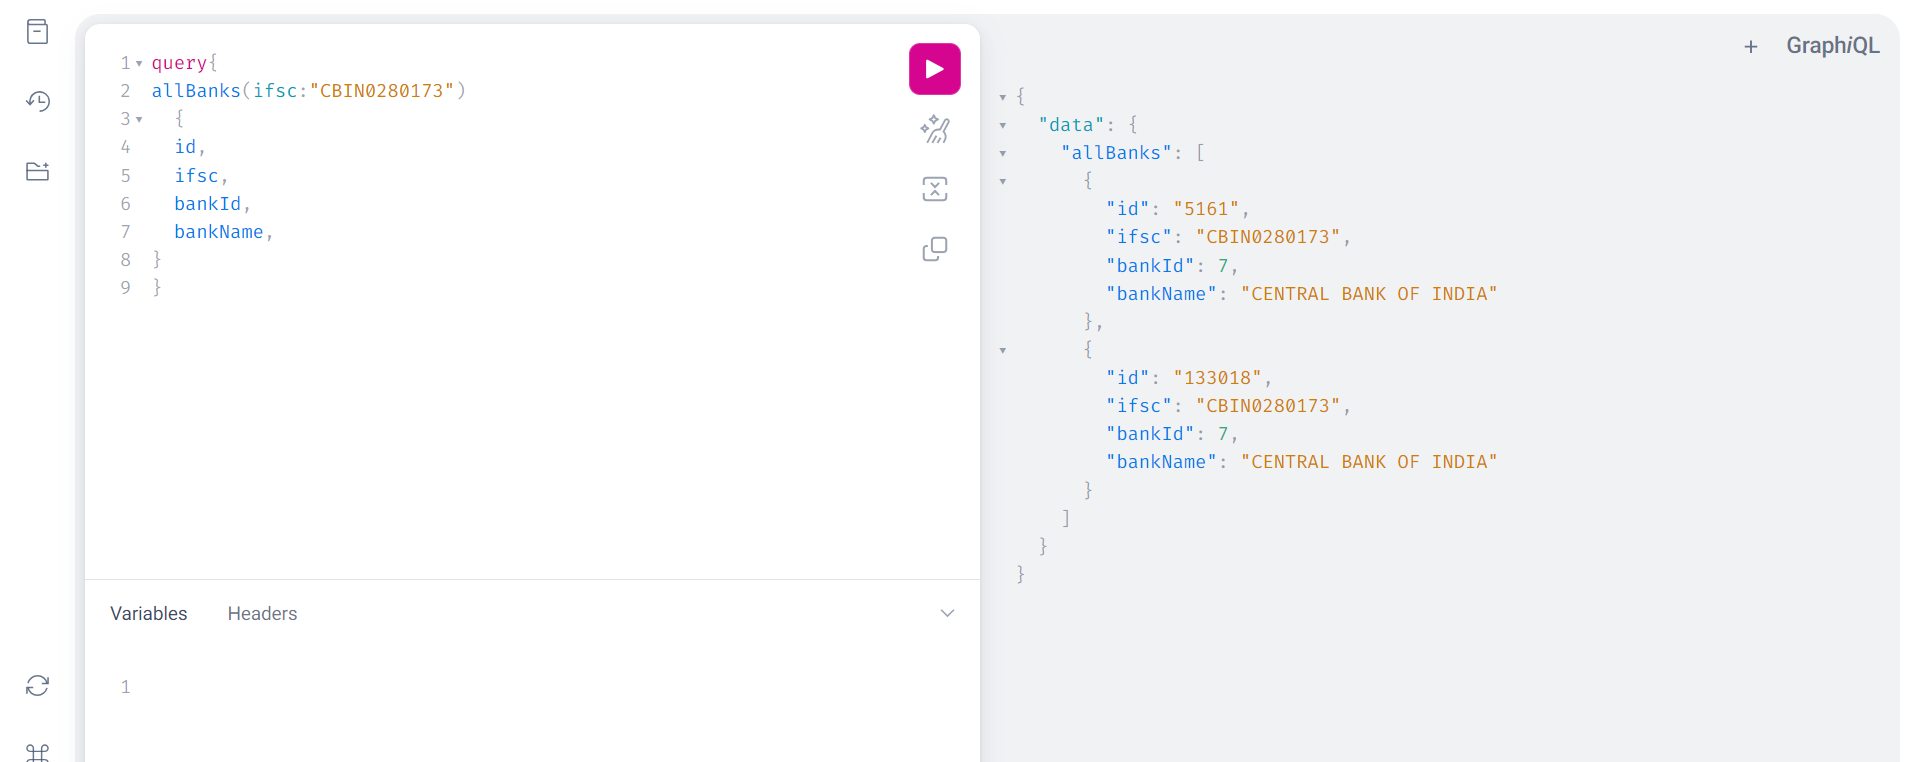 1 query{
2 allBanks(ifsc:"CBIN0280173")
3 {
4 id,
5 ifsc,
6 bankId,
7 bankName,
8 }
9 }
Variables Headers
1
+ GraphiQL
{
"data": {
"allBanks": [
{
"id": "5161",
"ifsc": "CBIN0280173",
"bankId": 7,
"bankName": "CENTRAL BANK OF INDIA"
},
{
"id": "133018",
"ifsc": "CBIN0280173",
"bankId": 7,
"bankName": "CENTRAL BANK OF INDIA"
}
]
}
}